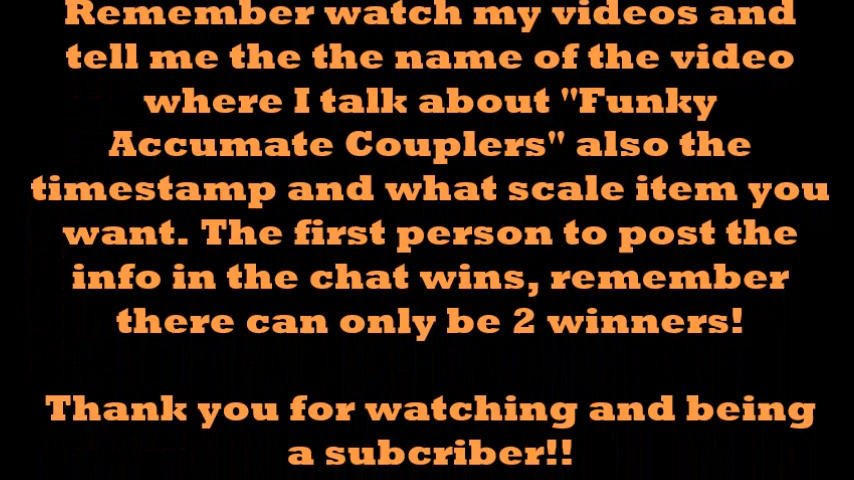 Remember watch my videos and
tell me the the name of the video
where I talk about "Funky
Accumate Couplers" also the
timestamp and what scale item you
want. The first person to post the
info in the chat wins, remember
there can only be 2 winners!
Thank you for watching and being
a subcriber!!